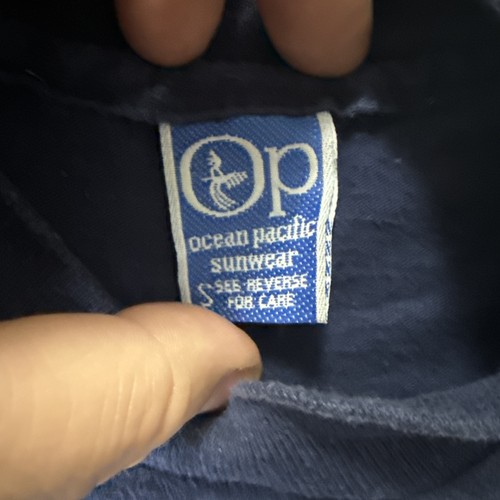 Op
ocean pacific
sunwear
S SEE REVERSE
FOR CARE